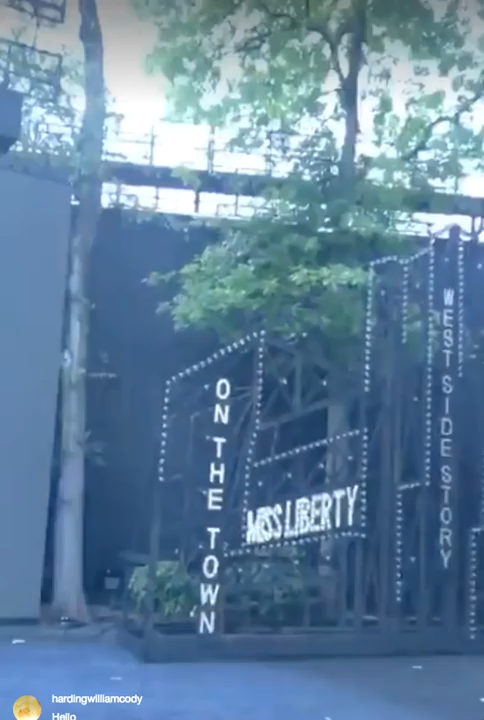 WEST SIDE STORY
ON THE TOWN
MISS LIBERTY
hardingwilliamcody
Hello